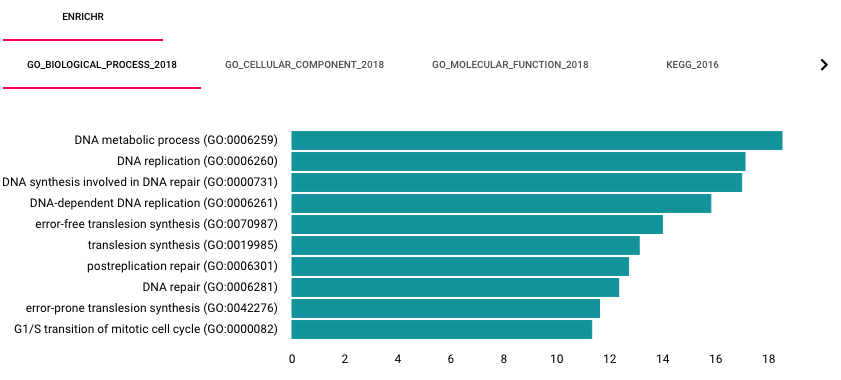 ENRICHR
GO_BIOLOGICAL_PROCESS_2018 GO_CELLULAR_COMPONENT_2018 GO_MOLECULAR_FUNCTION_2018 KEGG_2016
DNA metabolic process (GO:0006259)
DNA replication (GO:0006260)
DNA synthesis involved in DNA repair (GO:0000731)
DNA-dependent DNA replication (GO:0006261)
error-free translesion synthesis (GO:0070987)
translesion synthesis (GO:0019985)
postreplication repair (GO:0006301)
DNA repair (GO:0006281)
error-prone translesion synthesis (GO:0042276)
G1/S transition of mitotic cell cycle (GO:0000082)
0 2 4 6 8 10 12 14 16 18